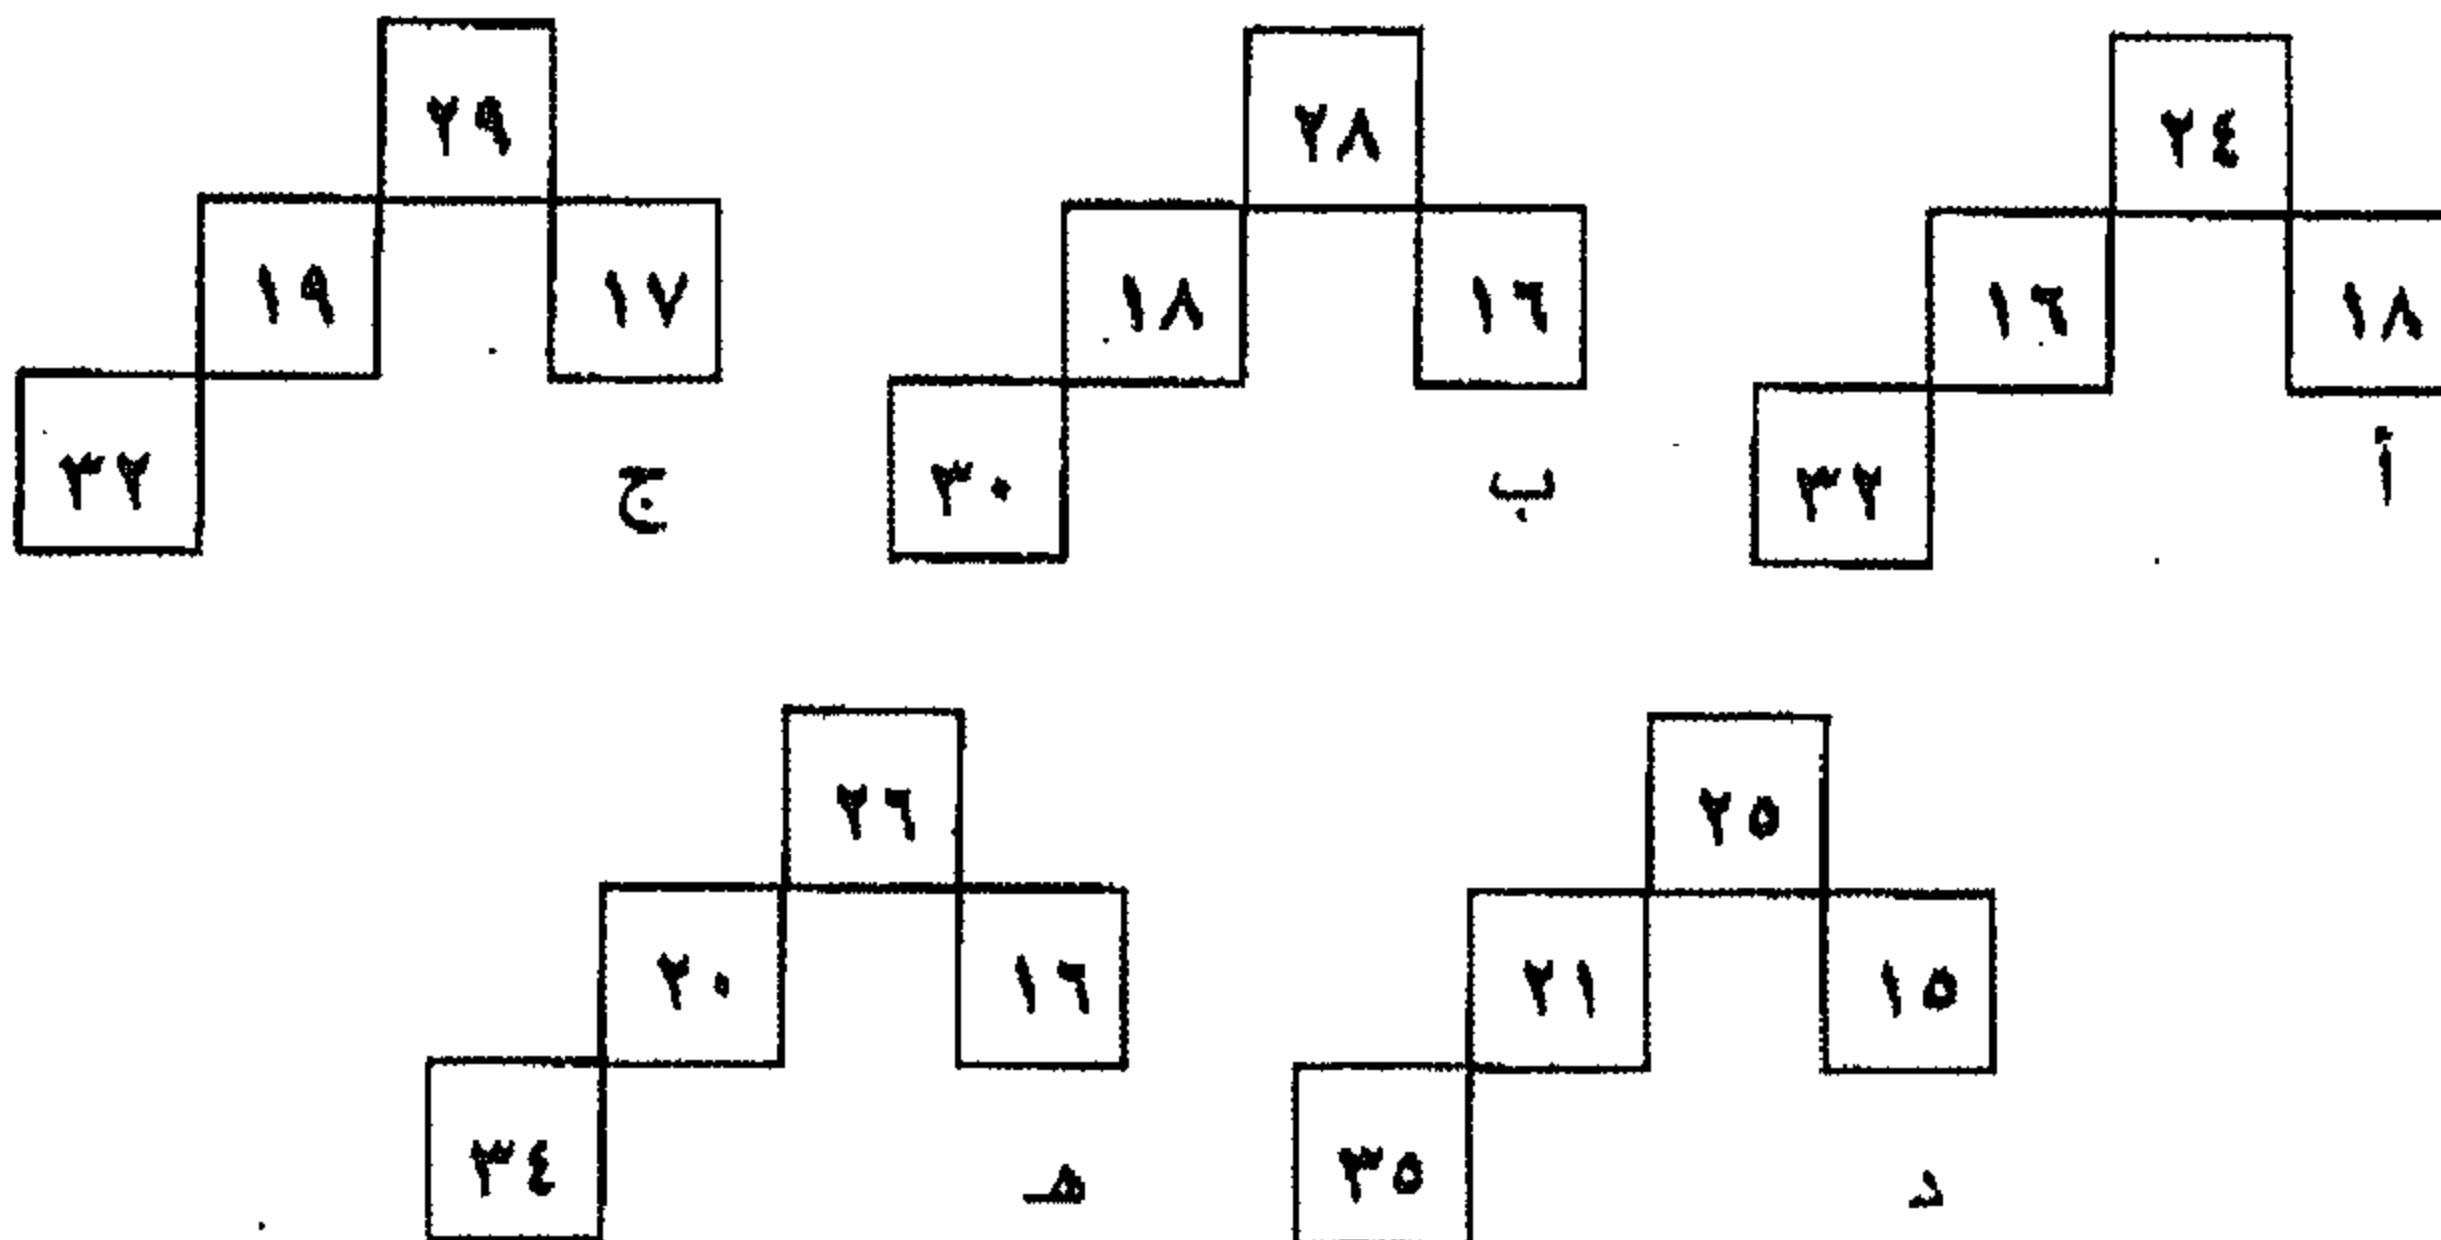 ٢٤ ٢٨ ٢٩
١٨ ١٦ ١٦ ١٨ ١٧ ١٩
أ ٣٢ ب ٣٠ ج ٣٢
٢٥ ٢٦
١٥ ٢١ ١٦ ٢٠
د ٣٥ هـ ٣٤